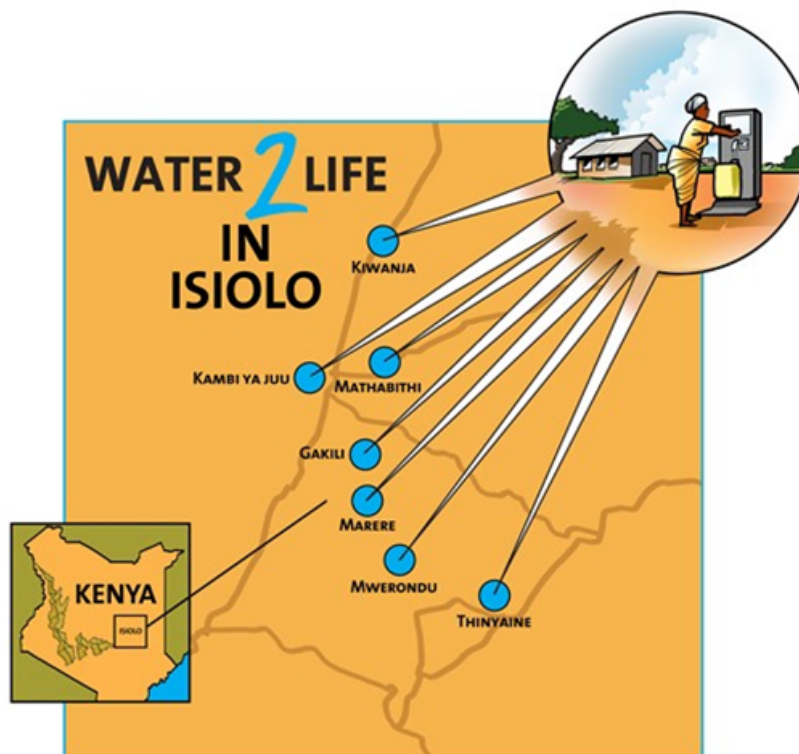 WATER 2 LIFE
IN
ISIOLO
KIWANJA
KAMBI YA JUU
MATHABITHI
GAKILI
MARERE
MWERONDU
THINYAINE
KENYA
ISIOLO